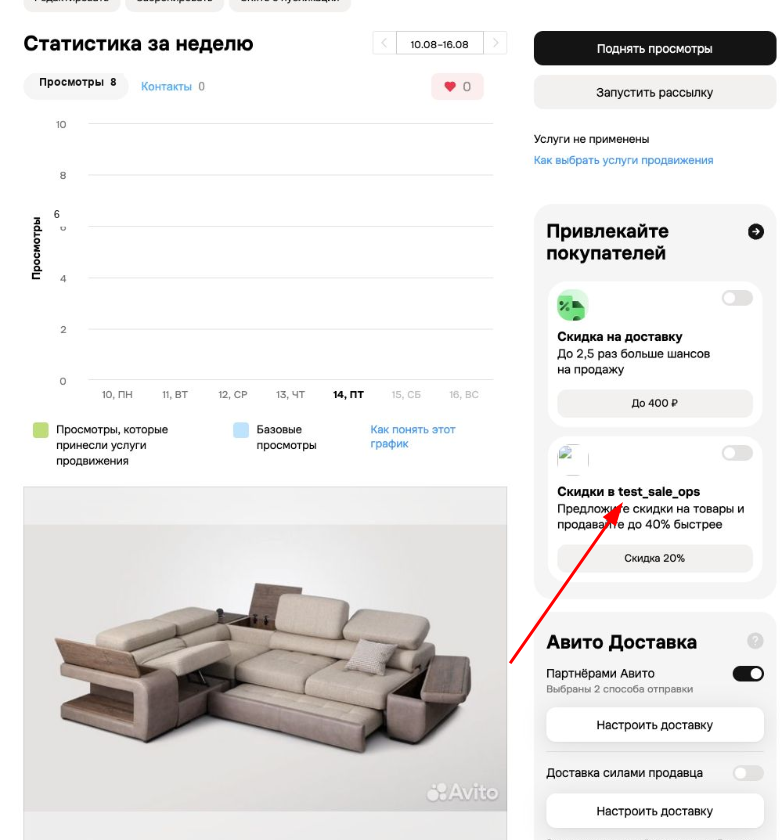 Редактировать Забронировать Снять с публикации
Статистика за неделю
10.08–16.08
Просмотры 8
Контакты 0
0
10
8
6
6
4
2
0
Просмотры
10, ПН
11, ВТ
12, СР
13, ЧТ
14, ПТ
15, СБ
16, ВС
Просмотры, которые
принесли услуги
продвижения
Базовые
просмотры
Как понять этот
график
Avito
Поднять просмотры
Запустить рассылку
Услуги не применены
Как выбрать услуги продвижения
Привлекайте
покупателей
%
Скидка на доставку
До 2,5 раз больше шансов
на продажу
До 400 ₽
Скидки в test_sale_ops
Предложите скидки на товары и
продавайте до 40% быстрее
Скидка 20%
Авито Доставка
?
Партнёрами Авито
Выбраны 2 способа отправки
Настроить доставку
Доставка силами продавца
Настроить доставку